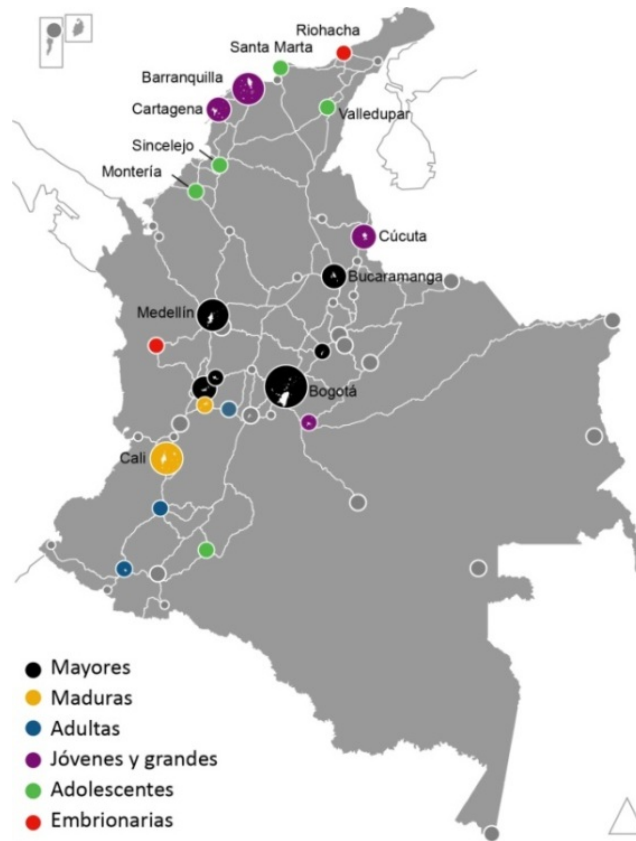 Riohacha
Santa Marta
Barranquilla
Cartagena
Valledupar
Sincelejo
Montería
Cúcuta
Bucaramanga
Medellín
Bogotá
Cali
Mayores
Maduras
Adultas
Jóvenes y grandes
Adolescentes
Embrionarias